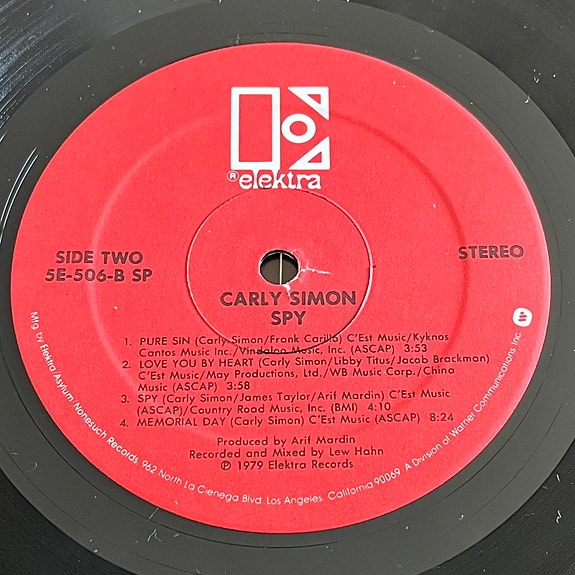 ® elektra
SIDE TWO
5E-506-B SP
STEREO
CARLY SIMON
SPY
1. PURE SIN (Carly Simon/Frank Carillo) C'Est Music/Kyknos
Cantos Music Inc./Vindaloo Music, Inc. (ASCAP) 3:53
2. LOVE YOU BY HEART (Carly Simon/Libby Titus/Jacob Brackman)
C'Est Music/May Productions, Ltd./WB Music Corp./China
Music (ASCAP) 3:58
3. SPY (Carly Simon/James Taylor/Arif Mardin) C'Est Music
(ASCAP)/Country Road Music, Inc. (BMI) 4:10
4. MEMORIAL DAY (Carly Simon) C'Est Music (ASCAP) 8:24
Produced by Arif Mardin
Recorded and Mixed by Lew Hahn
℗ 1979 Elektra Records
Mfg. by Elektra/Asylum/Nonesuch Records, 962 North La Cienega Blvd. Los Angeles, California 90069. A Division of Warner Communications Inc.